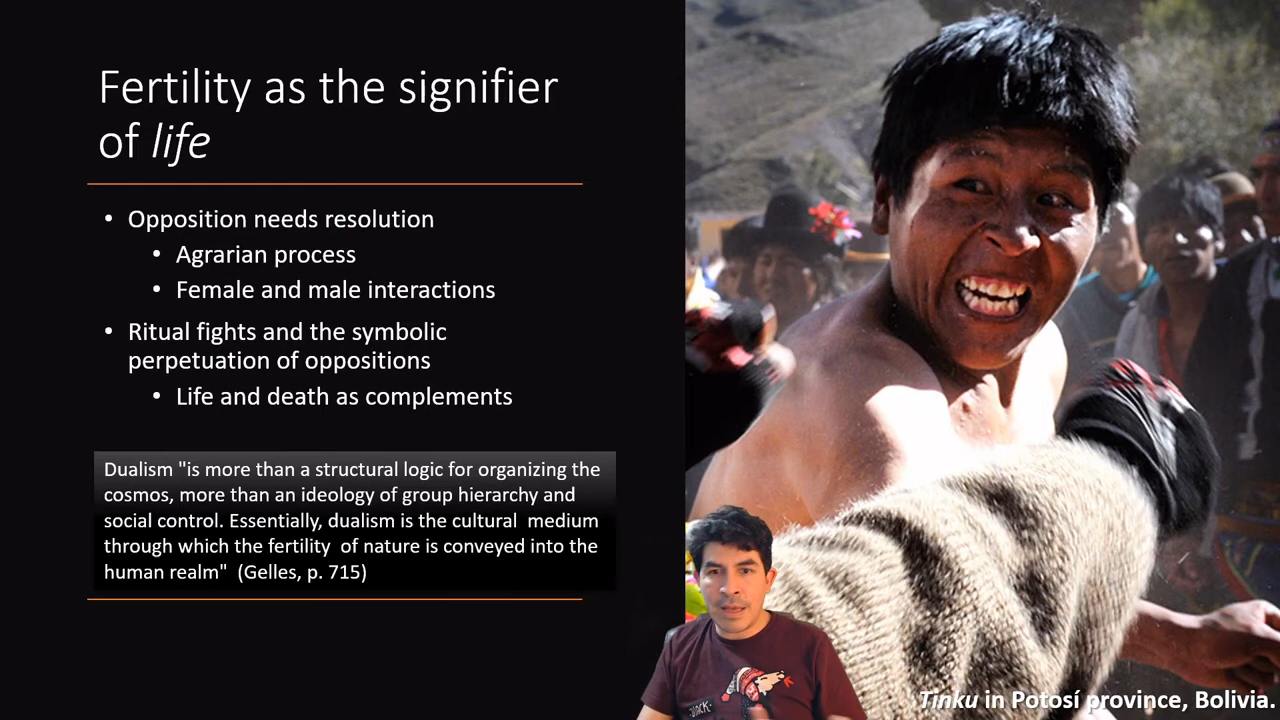 Fertility as the signifier
of life
• Opposition needs resolution
• Agrarian process
• Female and male interactions
• Ritual fights and the symbolic
perpetuation of oppositions
• Life and death as complements
Dualism "is more than a structural logic for organizing the
cosmos, more than an ideology of group hierarchy and
social control. Essentially, dualism is the cultural medium
through which the fertility of nature is conveyed into the
human realm" (Gelles, p. 715)
Tinku in Potosí province, Bolivia.